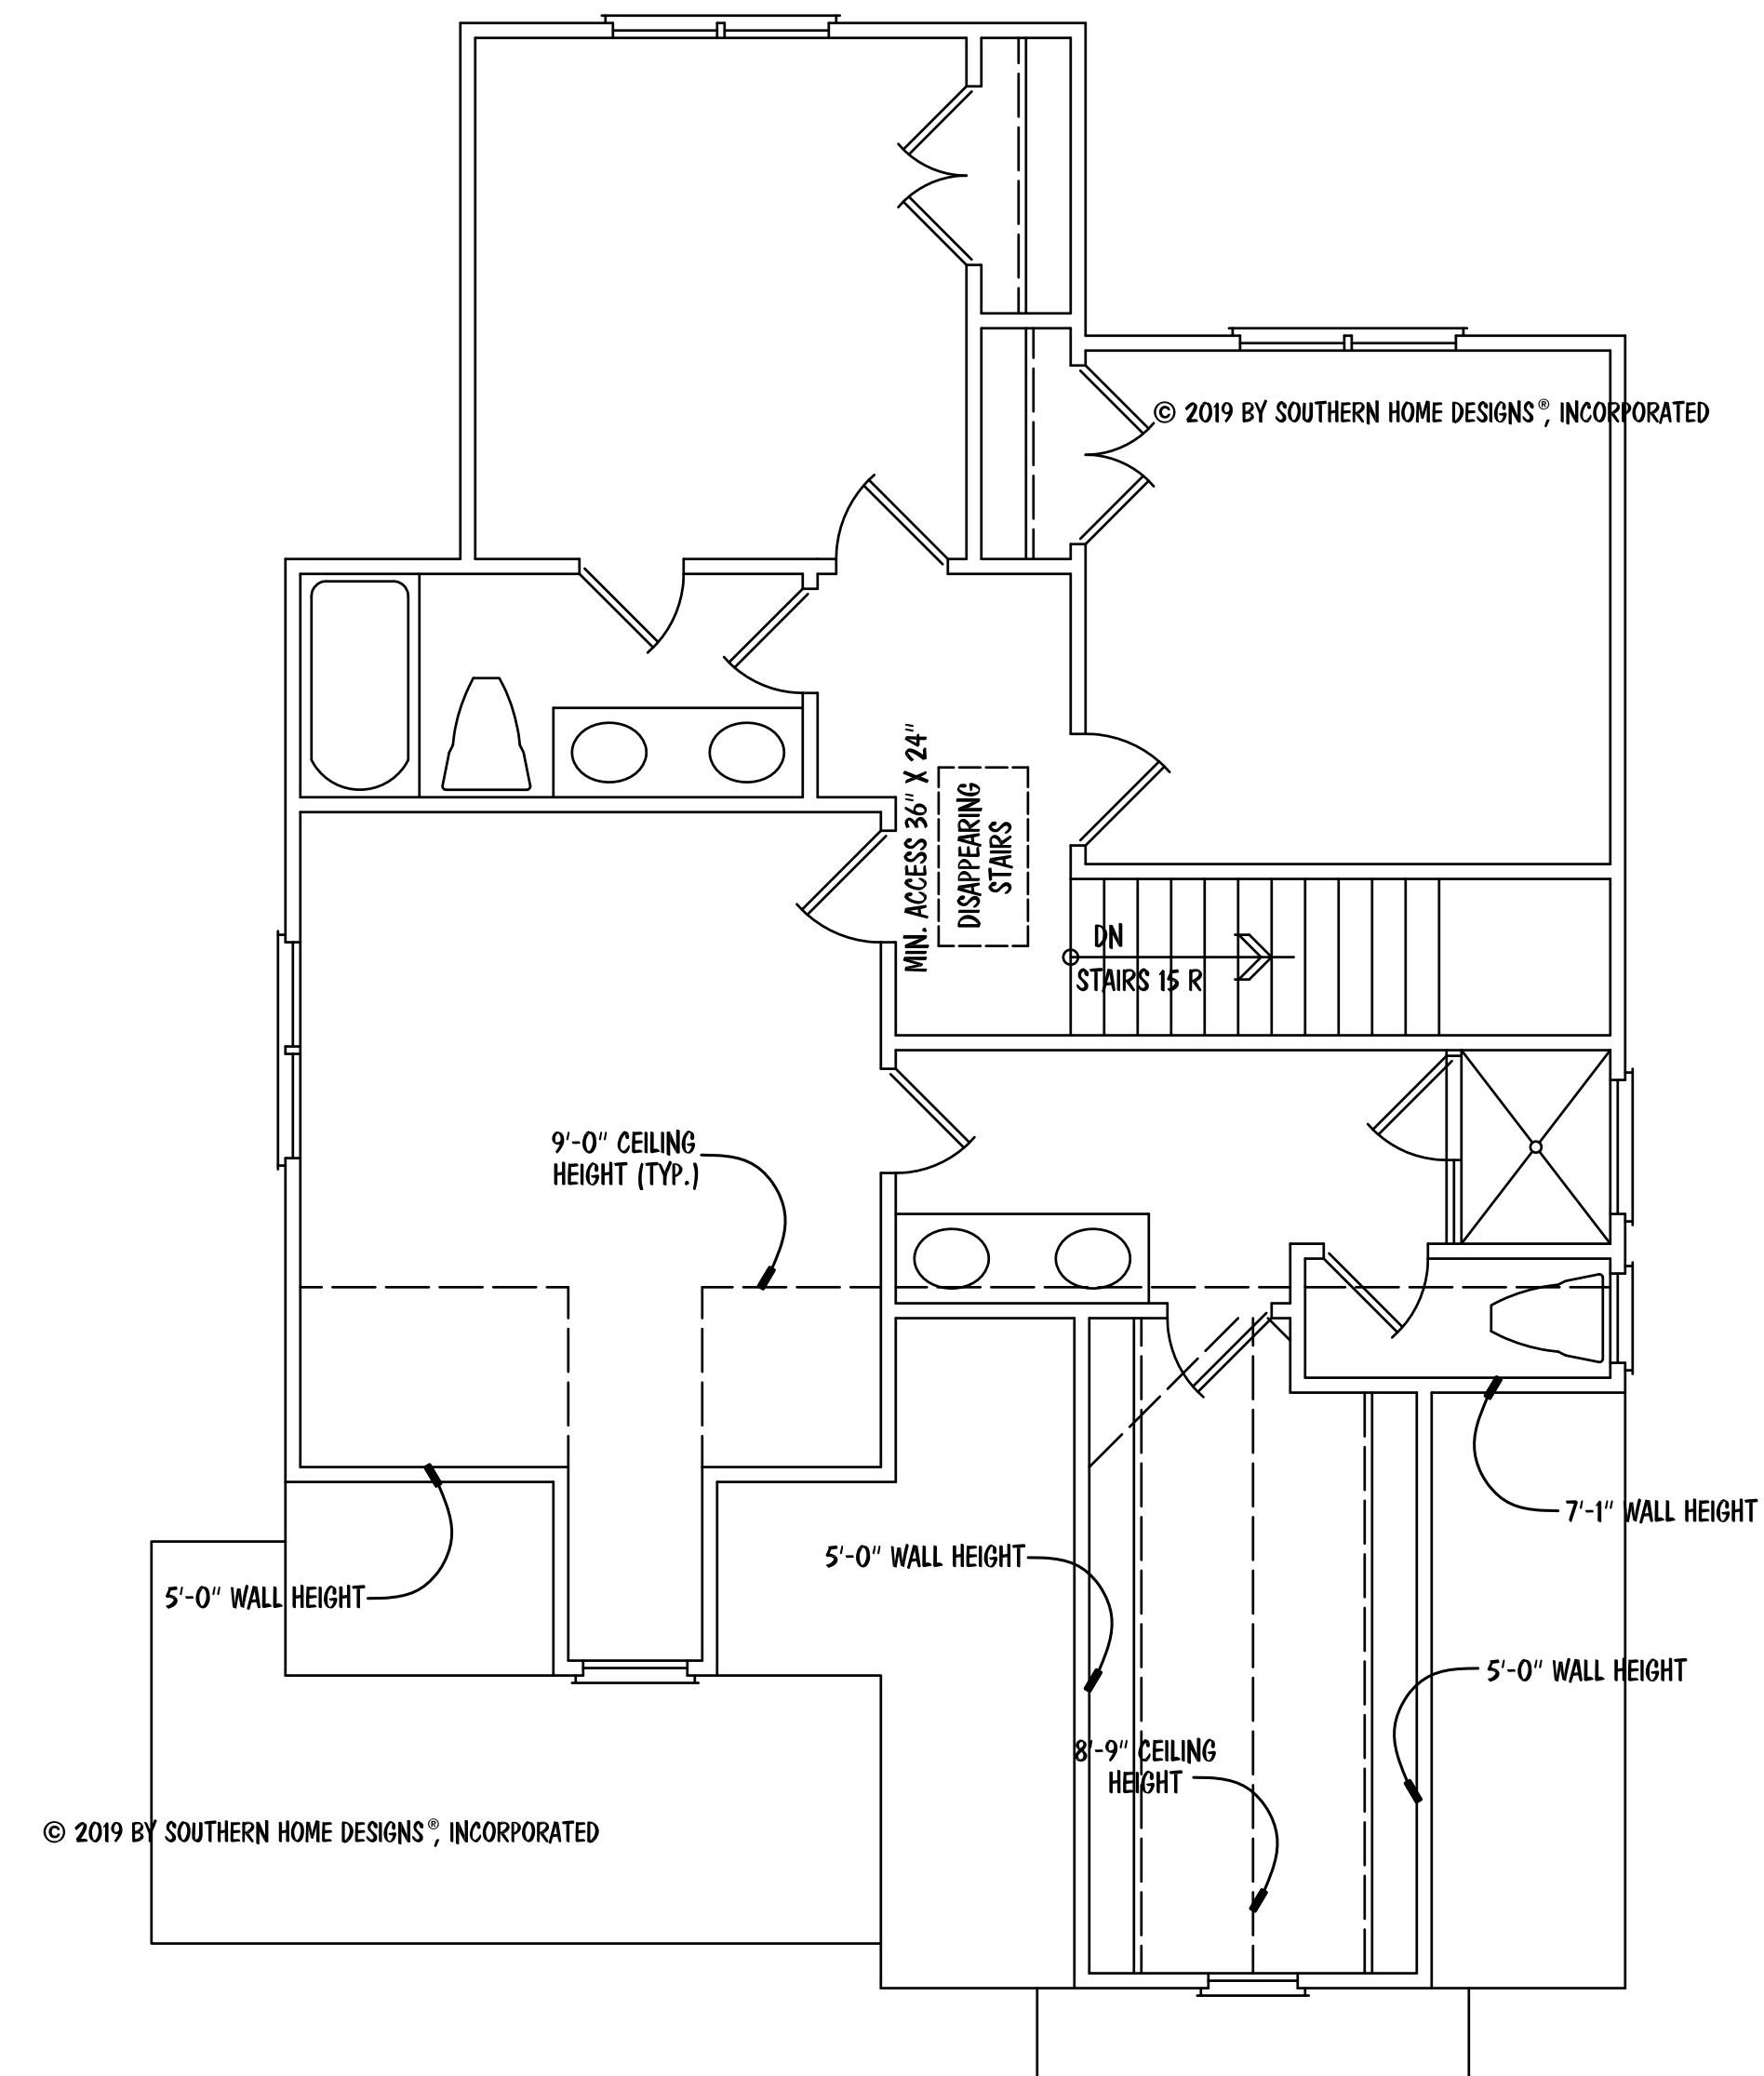 © 2019 BY SOUTHERN HOME DESIGNS®, INCORPORATED
MIN. ACCESS 36" X 24"
DISAPPEARING
STAIRS
DN
STAIRS 15 R
9'-0" CEILING
HEIGHT (TYP.)
7'-1" WALL HEIGHT
5'-0" WALL HEIGHT
5'-0" WALL HEIGHT
5'-0" WALL HEIGHT
8'-9" CEILING
HEIGHT
© 2019 BY SOUTHERN HOME DESIGNS®, INCORPORATED